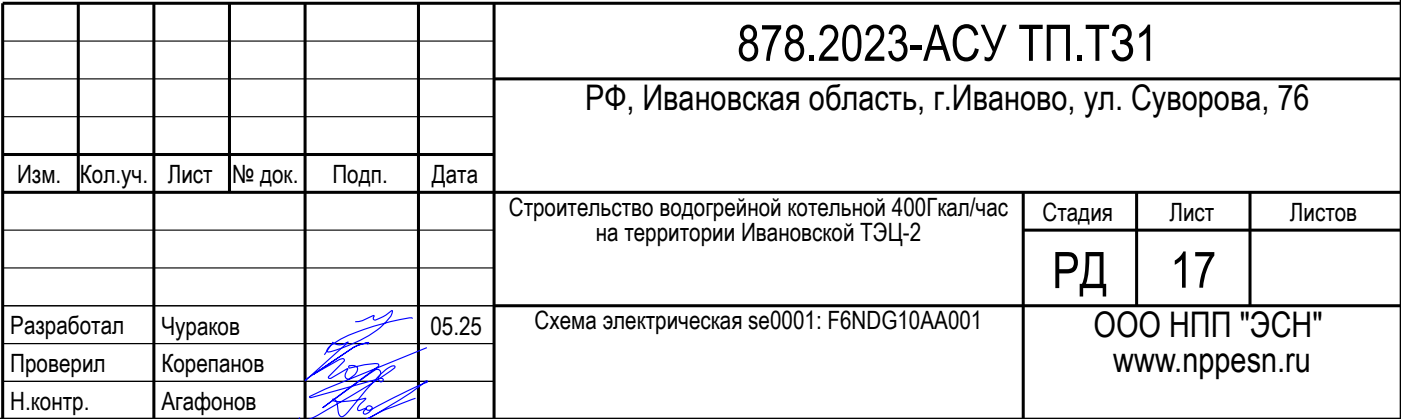 878.2023-АСУ ТП.ТЗ1
РФ, Ивановская область, г.Иваново, ул. Суворова, 76
Изм. Кол.уч. Лист № док. Подп. Дата
Строительство водогрейной котельной 400Гкал/час
на территории Ивановской ТЭЦ-2
Стадия Лист Листов
РД 17
Разработал Чураков 05.25
Проверил Корепанов
Н.контр. Агафонов
Схема электрическая se0001: F6NDG10AA001
ООО НПП "ЭСН"
www.nppesn.ru